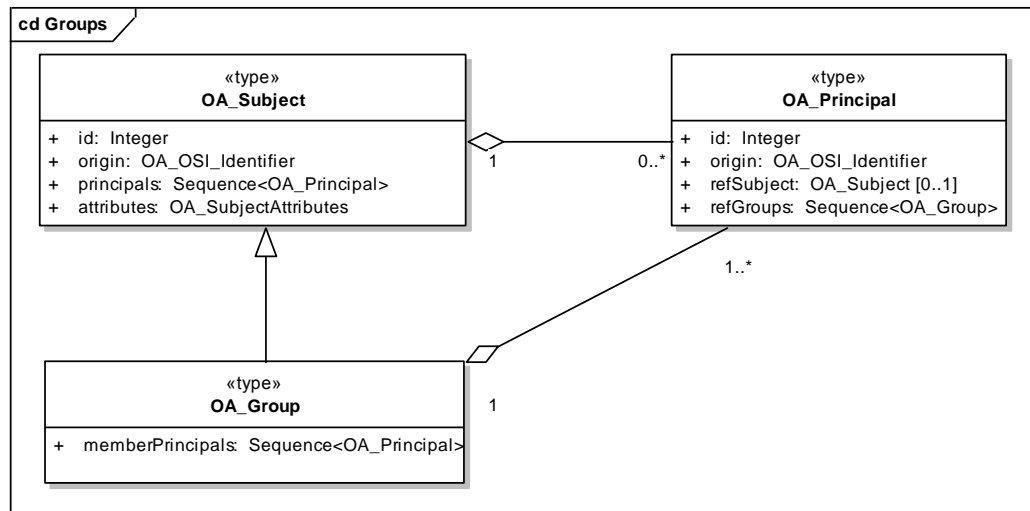 cd Groups
«type»
OA_Subject
+ id: Integer
+ origin: OA_OSI_Identifier
+ principals: Sequence<OA_Principal>
+ attributes: OA_SubjectAttributes
«type»
OA_Principal
+ id: Integer
+ origin: OA_OSI_Identifier
+ refSubject: OA_Subject [0..1]
+ refGroups: Sequence<OA_Group>
1
0..*
1..*
«type»
OA_Group
+ memberPrincipals: Sequence<OA_Principal>
1